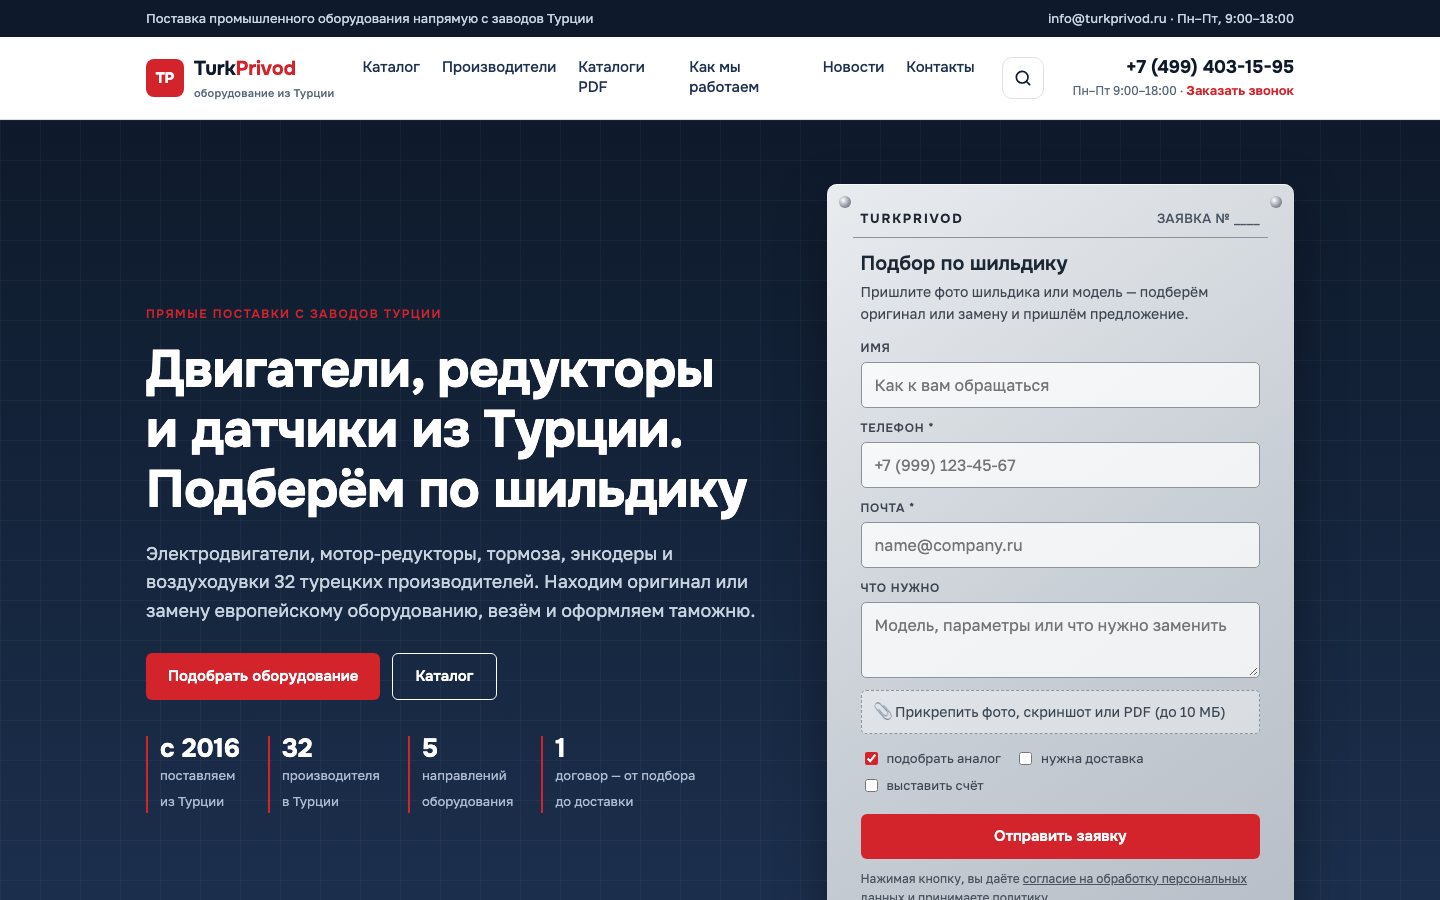 Поставка промышленного оборудования напрямую с заводов Турции
info@turkprivod.ru · Пн–Пт, 9:00–18:00
TP
TurkPrivod
оборудование из Турции
Каталог
Производители
Каталоги
PDF
Как мы
работаем
Новости
Контакты
+7 (499) 403-15-95
Пн–Пт 9:00–18:00 · Заказать звонок
ПРЯМЫЕ ПОСТАВКИ С ЗАВОДОВ ТУРЦИИ
Двигатели, редукторы
и датчики из Турции.
Подберём по шильдику
Электродвигатели, мотор-редукторы, тормоза, энкодеры и
воздуходувки 32 турецких производителей. Находим оригинал или
замену европейскому оборудованию, везём и оформляем таможню.
Подобрать оборудование
Каталог
с 2016
поставляем
из Турции
32
производителя
в Турции
5
направлений
оборудования
1
договор — от подбора
до доставки
TURKPRIVOD
ЗАЯВКА № ____
Подбор по шильдику
Пришлите фото шильдика или модель — подберём
оригинал или замену и пришлём предложение.
ИМЯ
Как к вам обращаться
ТЕЛЕФОН *
+7 (999) 123-45-67
ПОЧТА *
name@company.ru
ЧТО НУЖНО
Модель, параметры или что нужно заменить
Прикрепить фото, скриншот или PDF (до 10 МБ)
подобрать аналог
нужна доставка
выставить счёт
Отправить заявку
Нажимая кнопку, вы даёте согласие на обработку персональных
данных и принимаете политику